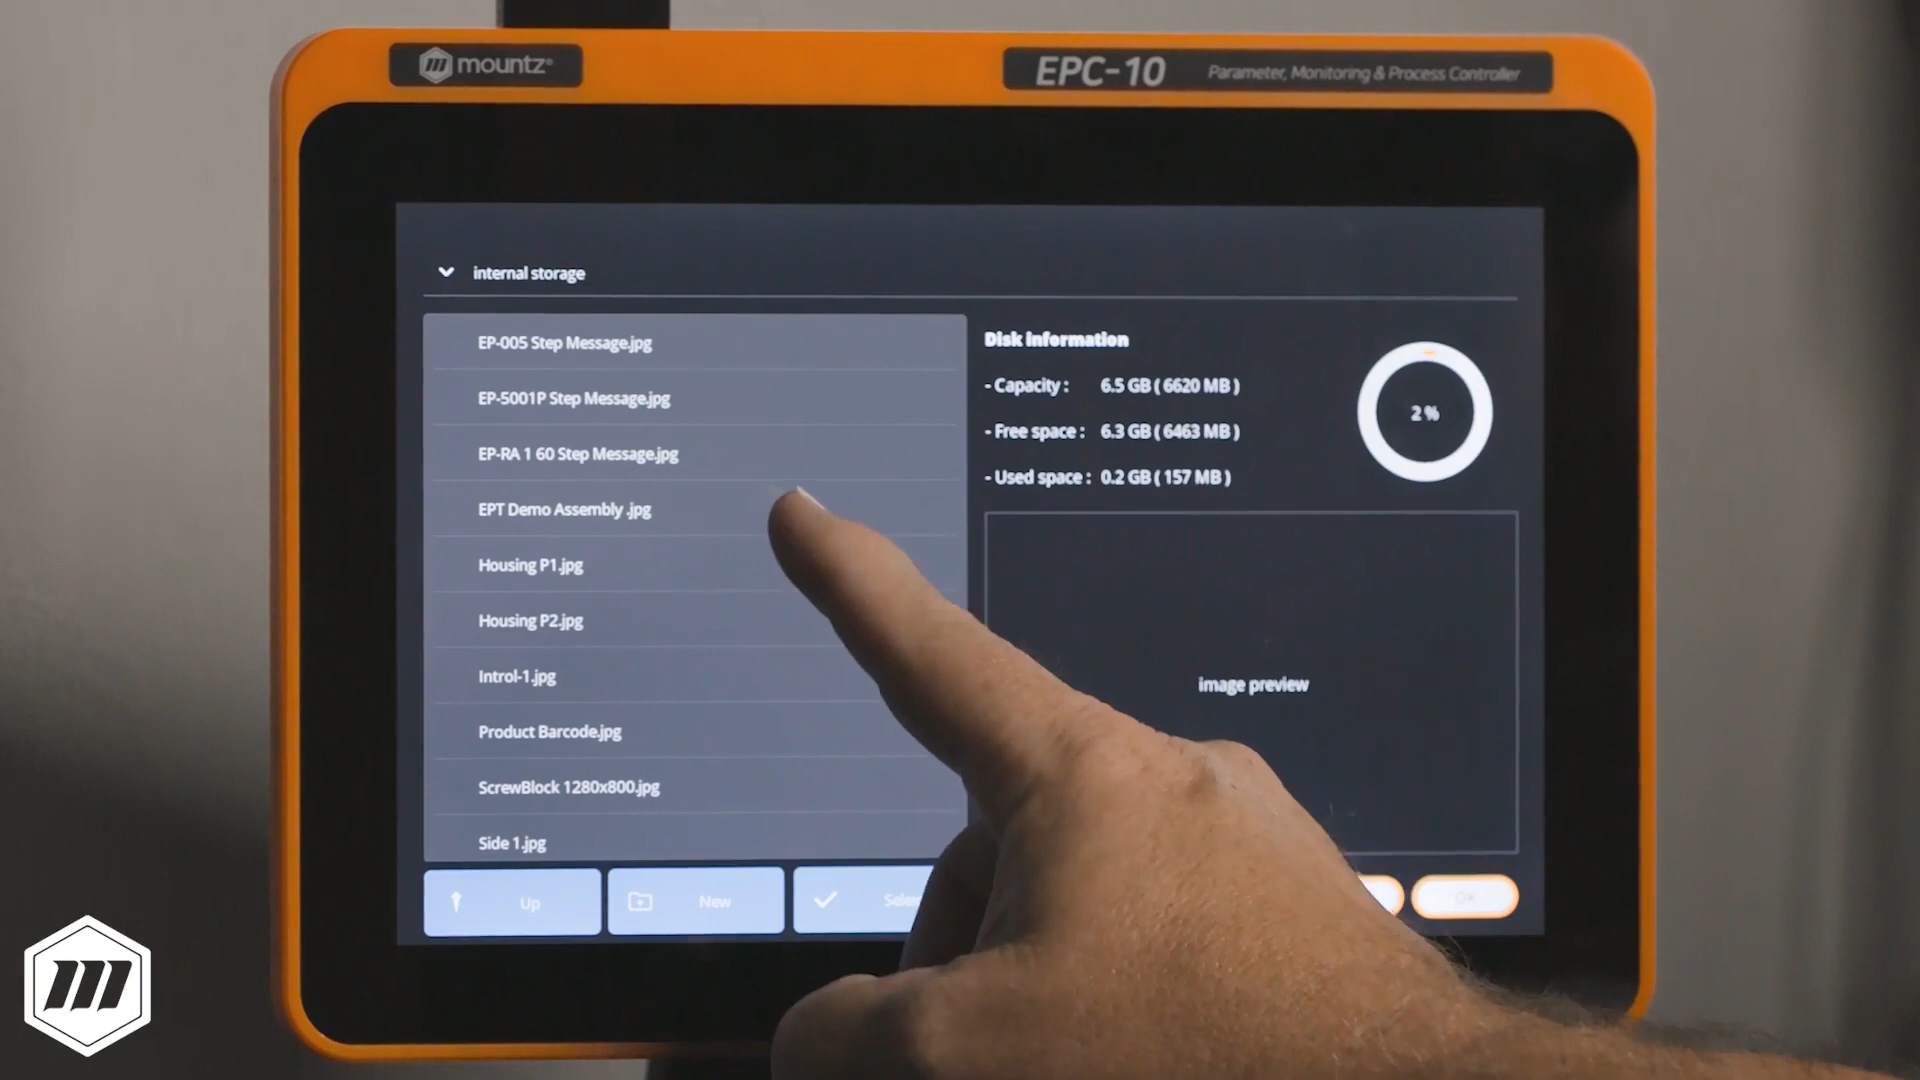 mountz®
EPC-10 Parameter, Monitoring & Process Controller
internal storage
EP-005 Step Message.jpg
EP-5001P Step Message.jpg
EP-RA 1 60 Step Message.jpg
EPT Demo Assembly .jpg
Housing P1.jpg
Housing P2.jpg
Introl-1.jpg
Product Barcode.jpg
ScrewBlock 1280x800.jpg
Side 1.jpg
Disk information
- Capacity : 6.5 GB ( 6620 MB )
- Free space : 6.3 GB ( 6463 MB )
- Used space : 0.2 GB ( 157 MB )
2 %
image preview
Up
New
OK